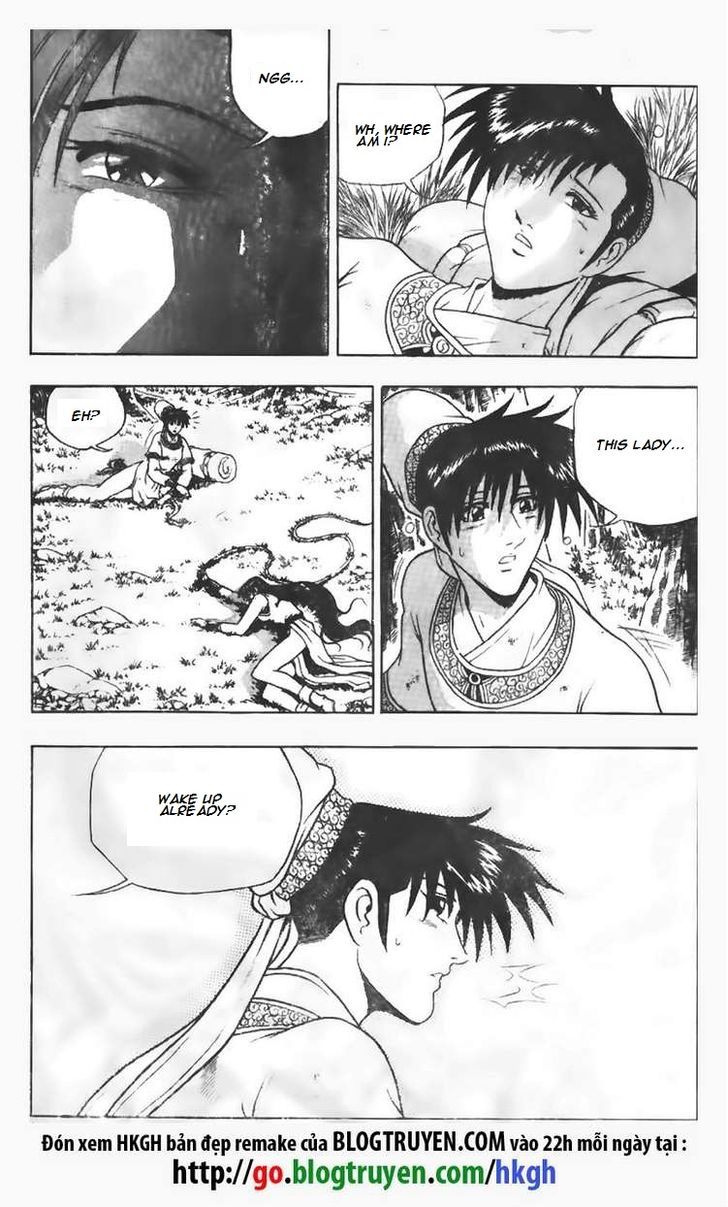 NGG...
WH, WHERE
AM I?
EH?
THIS LADY...
WAKE UP
ALREADY?
Đón xem HKGH bản đẹp remake của BLOGTRUYEN.COM vào 22h mỗi ngày tại :
http://go.blogtruyen.com/hkgh